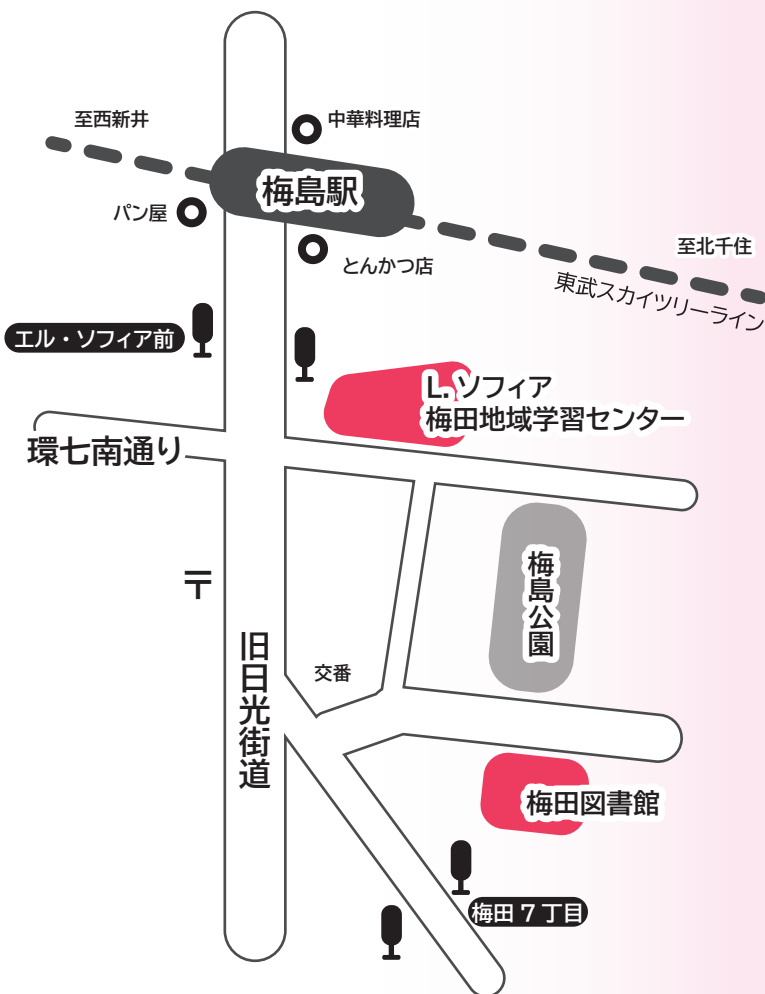 至西新井
中華料理店
梅島駅
パン屋
とんかつ店
至北千住
東武スカイツリーライン
エル・ソフィア前
L. ソフィア
梅田地域学習センター
環七南通り
梅島公園
〒
旧日光街道
交番
梅田図書館
梅田 7 丁目